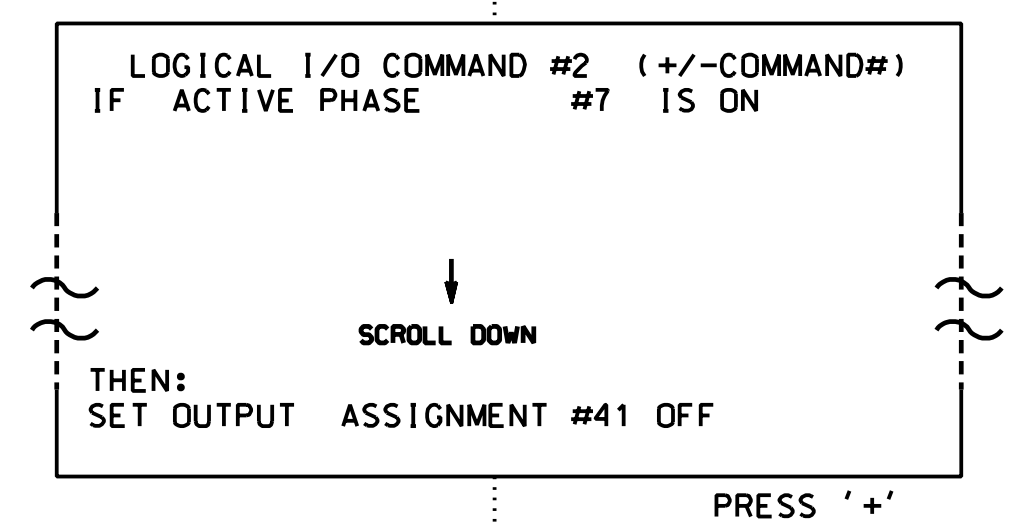 LOGICAL I/O COMMAND #2 (+/-COMMAND#)
IF ACTIVE PHASE #7 IS ON
SCROLL DOWN
THEN:
SET OUTPUT ASSIGNMENT #41 OFF
PRESS '+'